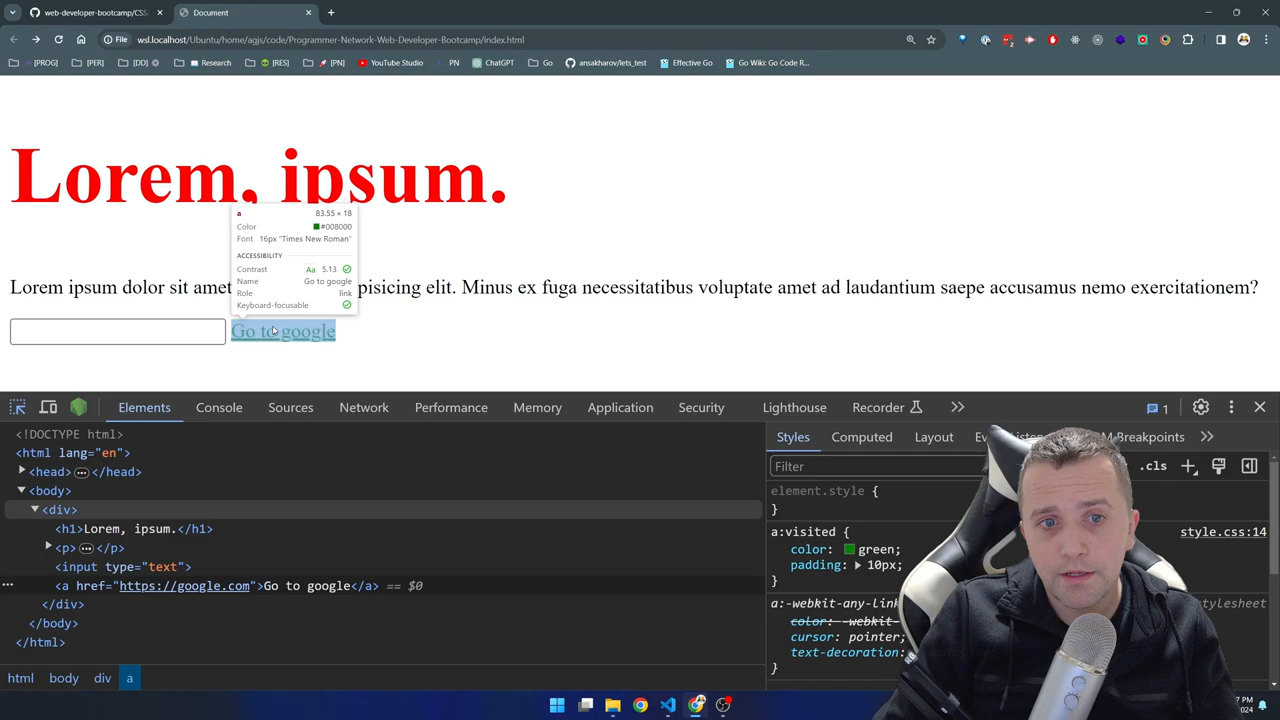 web-developer-bootcamp/CSS
Document
File wsl.localhost/Ubuntu/home/agjs/code/Programmer-Network-Web-Developer-Bootcamp/index.html
[PROG] [PER] [DD] Research [RES] [PN] YouTube Studio PN ChatGPT Go ansakharov/lets_test Effective Go Go Wiki: Go Code R...
Lorem, ipsum.
a 83.55 × 18
Color #008000
Font 16px "Times New Roman"
ACCESSIBILITY
Contrast Aa 5.13
Name Go to google
Role link
Keyboard-focusable
Lorem ipsum dolor sit amet pisicing elit. Minus ex fuga necessitatibus voluptate amet ad laudantium saepe accusamus nemo exercitationem?
Go to google
Elements Console Sources Network Performance Memory Application Security Lighthouse Recorder 1
<!DOCTYPE html>
<html lang="en">
<head> </head>
<body>
<div>
<h1>Lorem, ipsum.</h1>
<p> </p>
<input type="text">
<a href="https://google.com">Go to google</a> == $0
</div>
</body>
</html>
html body div a
Styles Computed Layout Breakpoints
Filter .cls
element.style {
}
a:visited { style.css:14
color: green;
padding: 10px;
}
a:-webkit-any-link
color: -webkit-
cursor: pointer;
text-decoration:
}